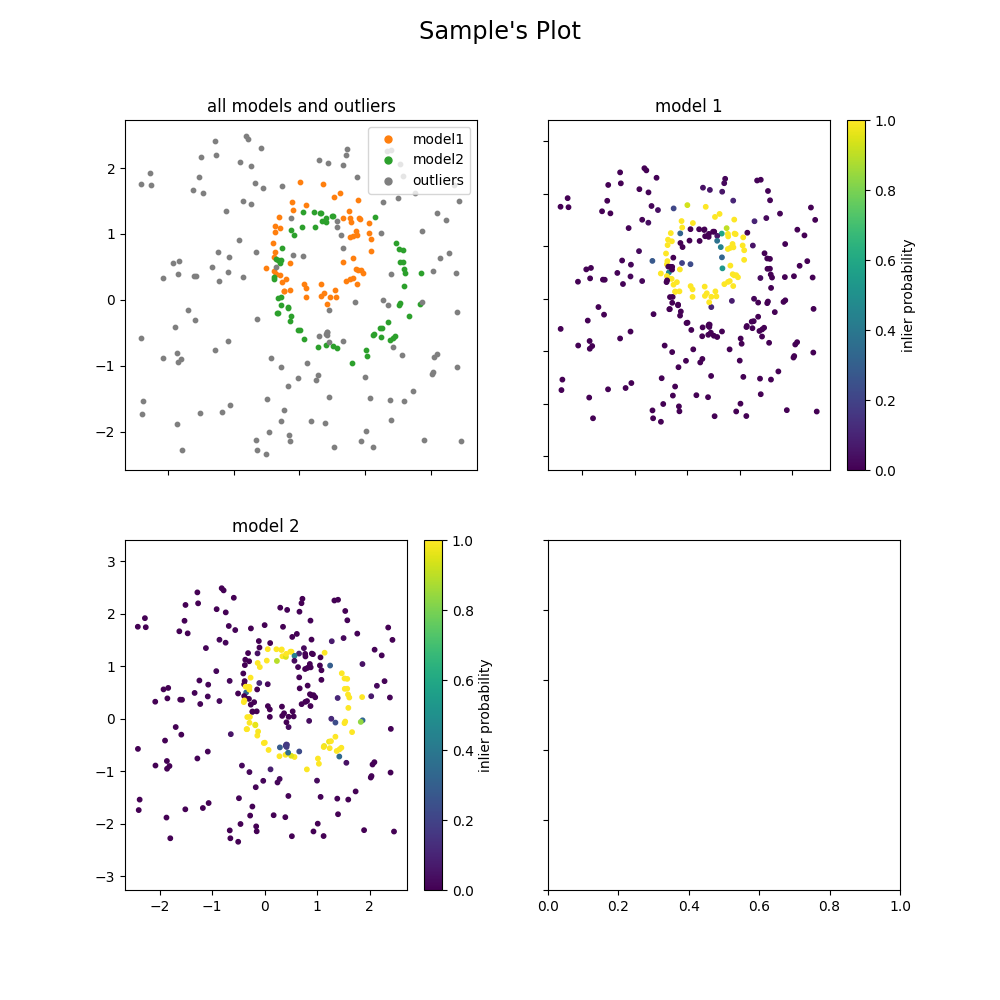 Sample's Plot
all models and outliers
model1
model2
outliers
2
1
0
−1
−2
model 1
1.0
0.8
0.6
0.4
0.2
0.0
inlier probability
model 2
3
2
1
0
−1
−2
−3
−2 −1 0 1 2
1.0
0.8
0.6
0.4
0.2
0.0
inlier probability
0.0 0.2 0.4 0.6 0.8 1.0